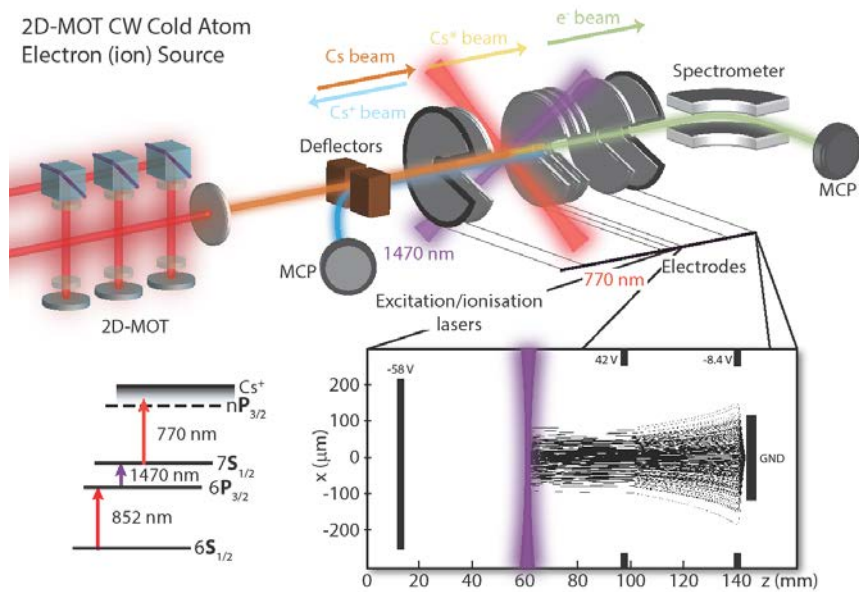 2D-MOT CW Cold Atom
Electron (ion) Source
Cs beam
Cs* beam
e⁻ beam
Cs⁺ beam
Spectrometer
Deflectors
MCP
1470 nm
770 nm
MCP
Electrodes
Excitation/ionisation
lasers
2D-MOT
Cs⁺
nP3/2
770 nm
7S1/2
1470 nm
6P3/2
852 nm
6S1/2
-58 V
42 V
-8.4 V
200
100
0
-100
-200
x (μm)
GND
0 20 40 60 80 100 120 140 z (mm)